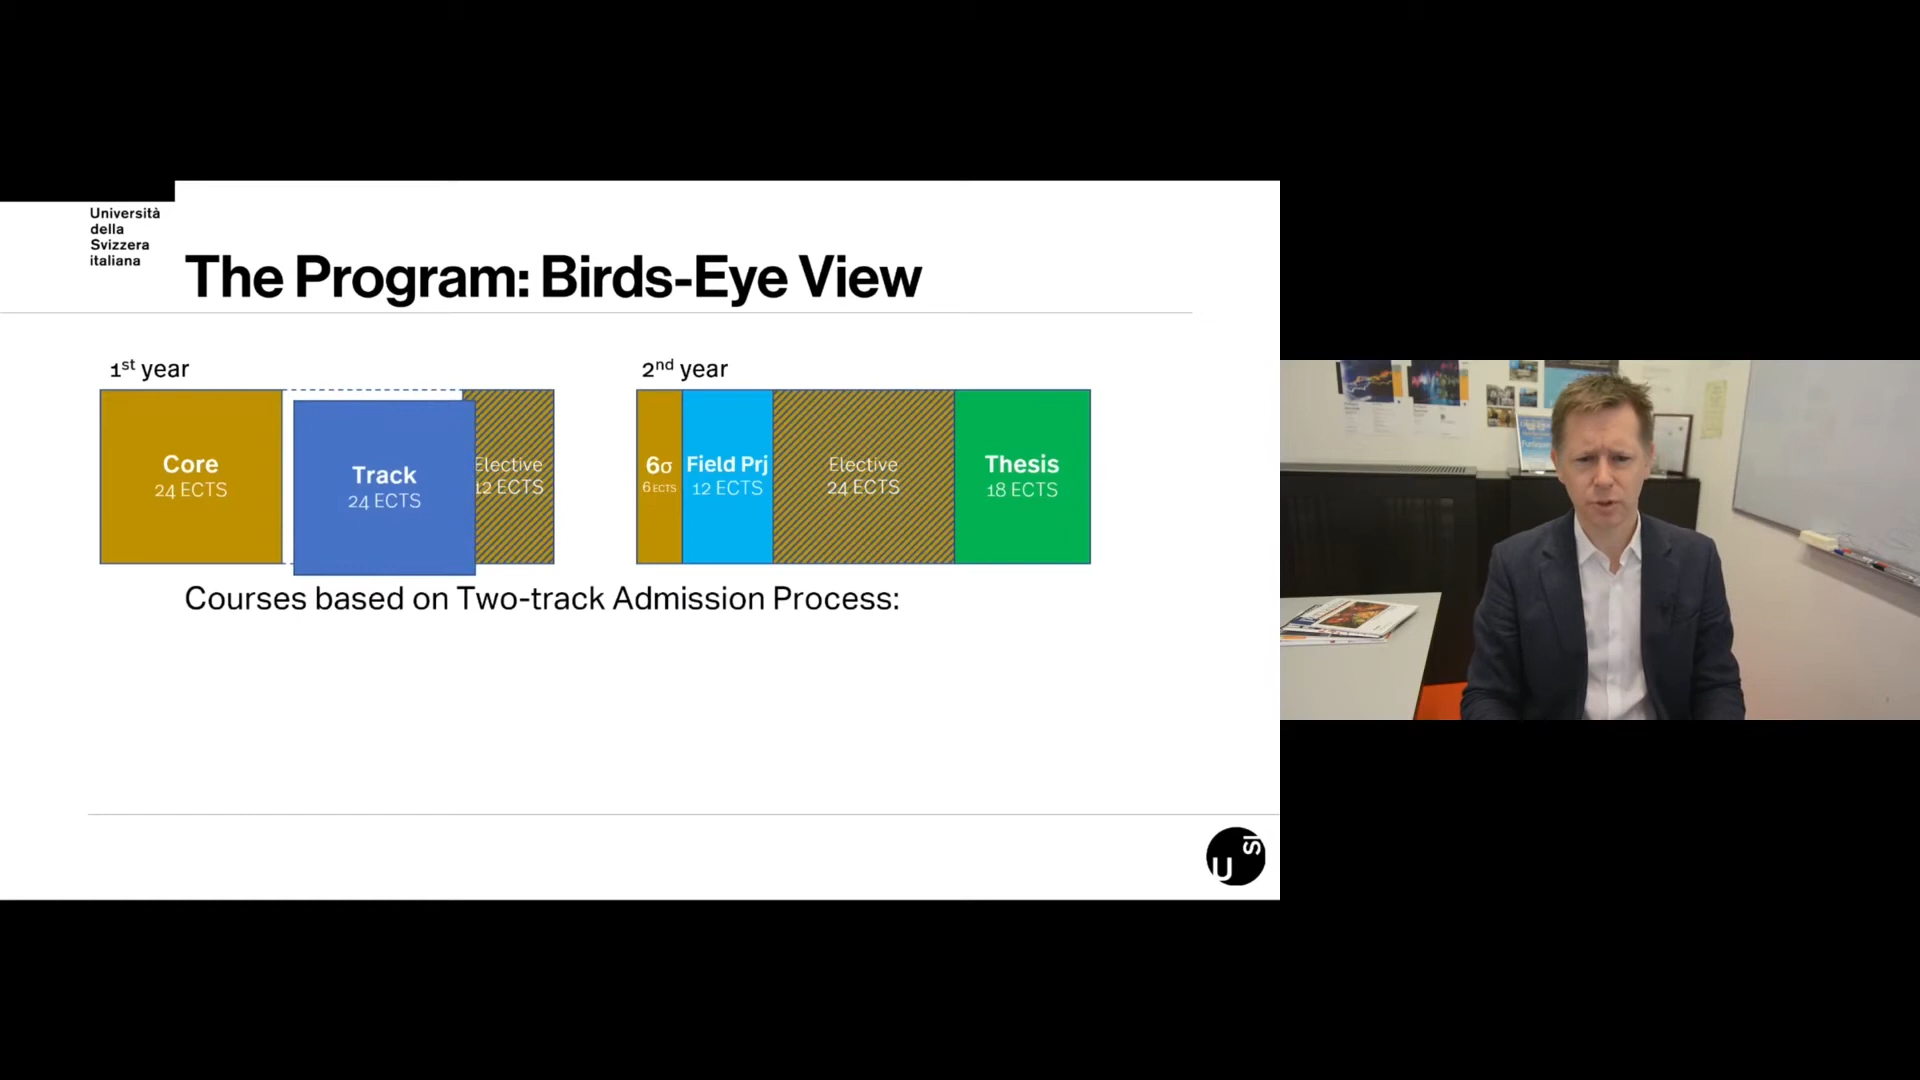 Università
della
Svizzera
italiana
The Program: Birds-Eye View
1st year
Core
24 ECTS
Track
24 ECTS
Elective
12 ECTS
2nd year
6σ
6 ECTS
Field Prj
12 ECTS
Elective
24 ECTS
Thesis
18 ECTS
Courses based on Two-track Admission Process:
U
SI